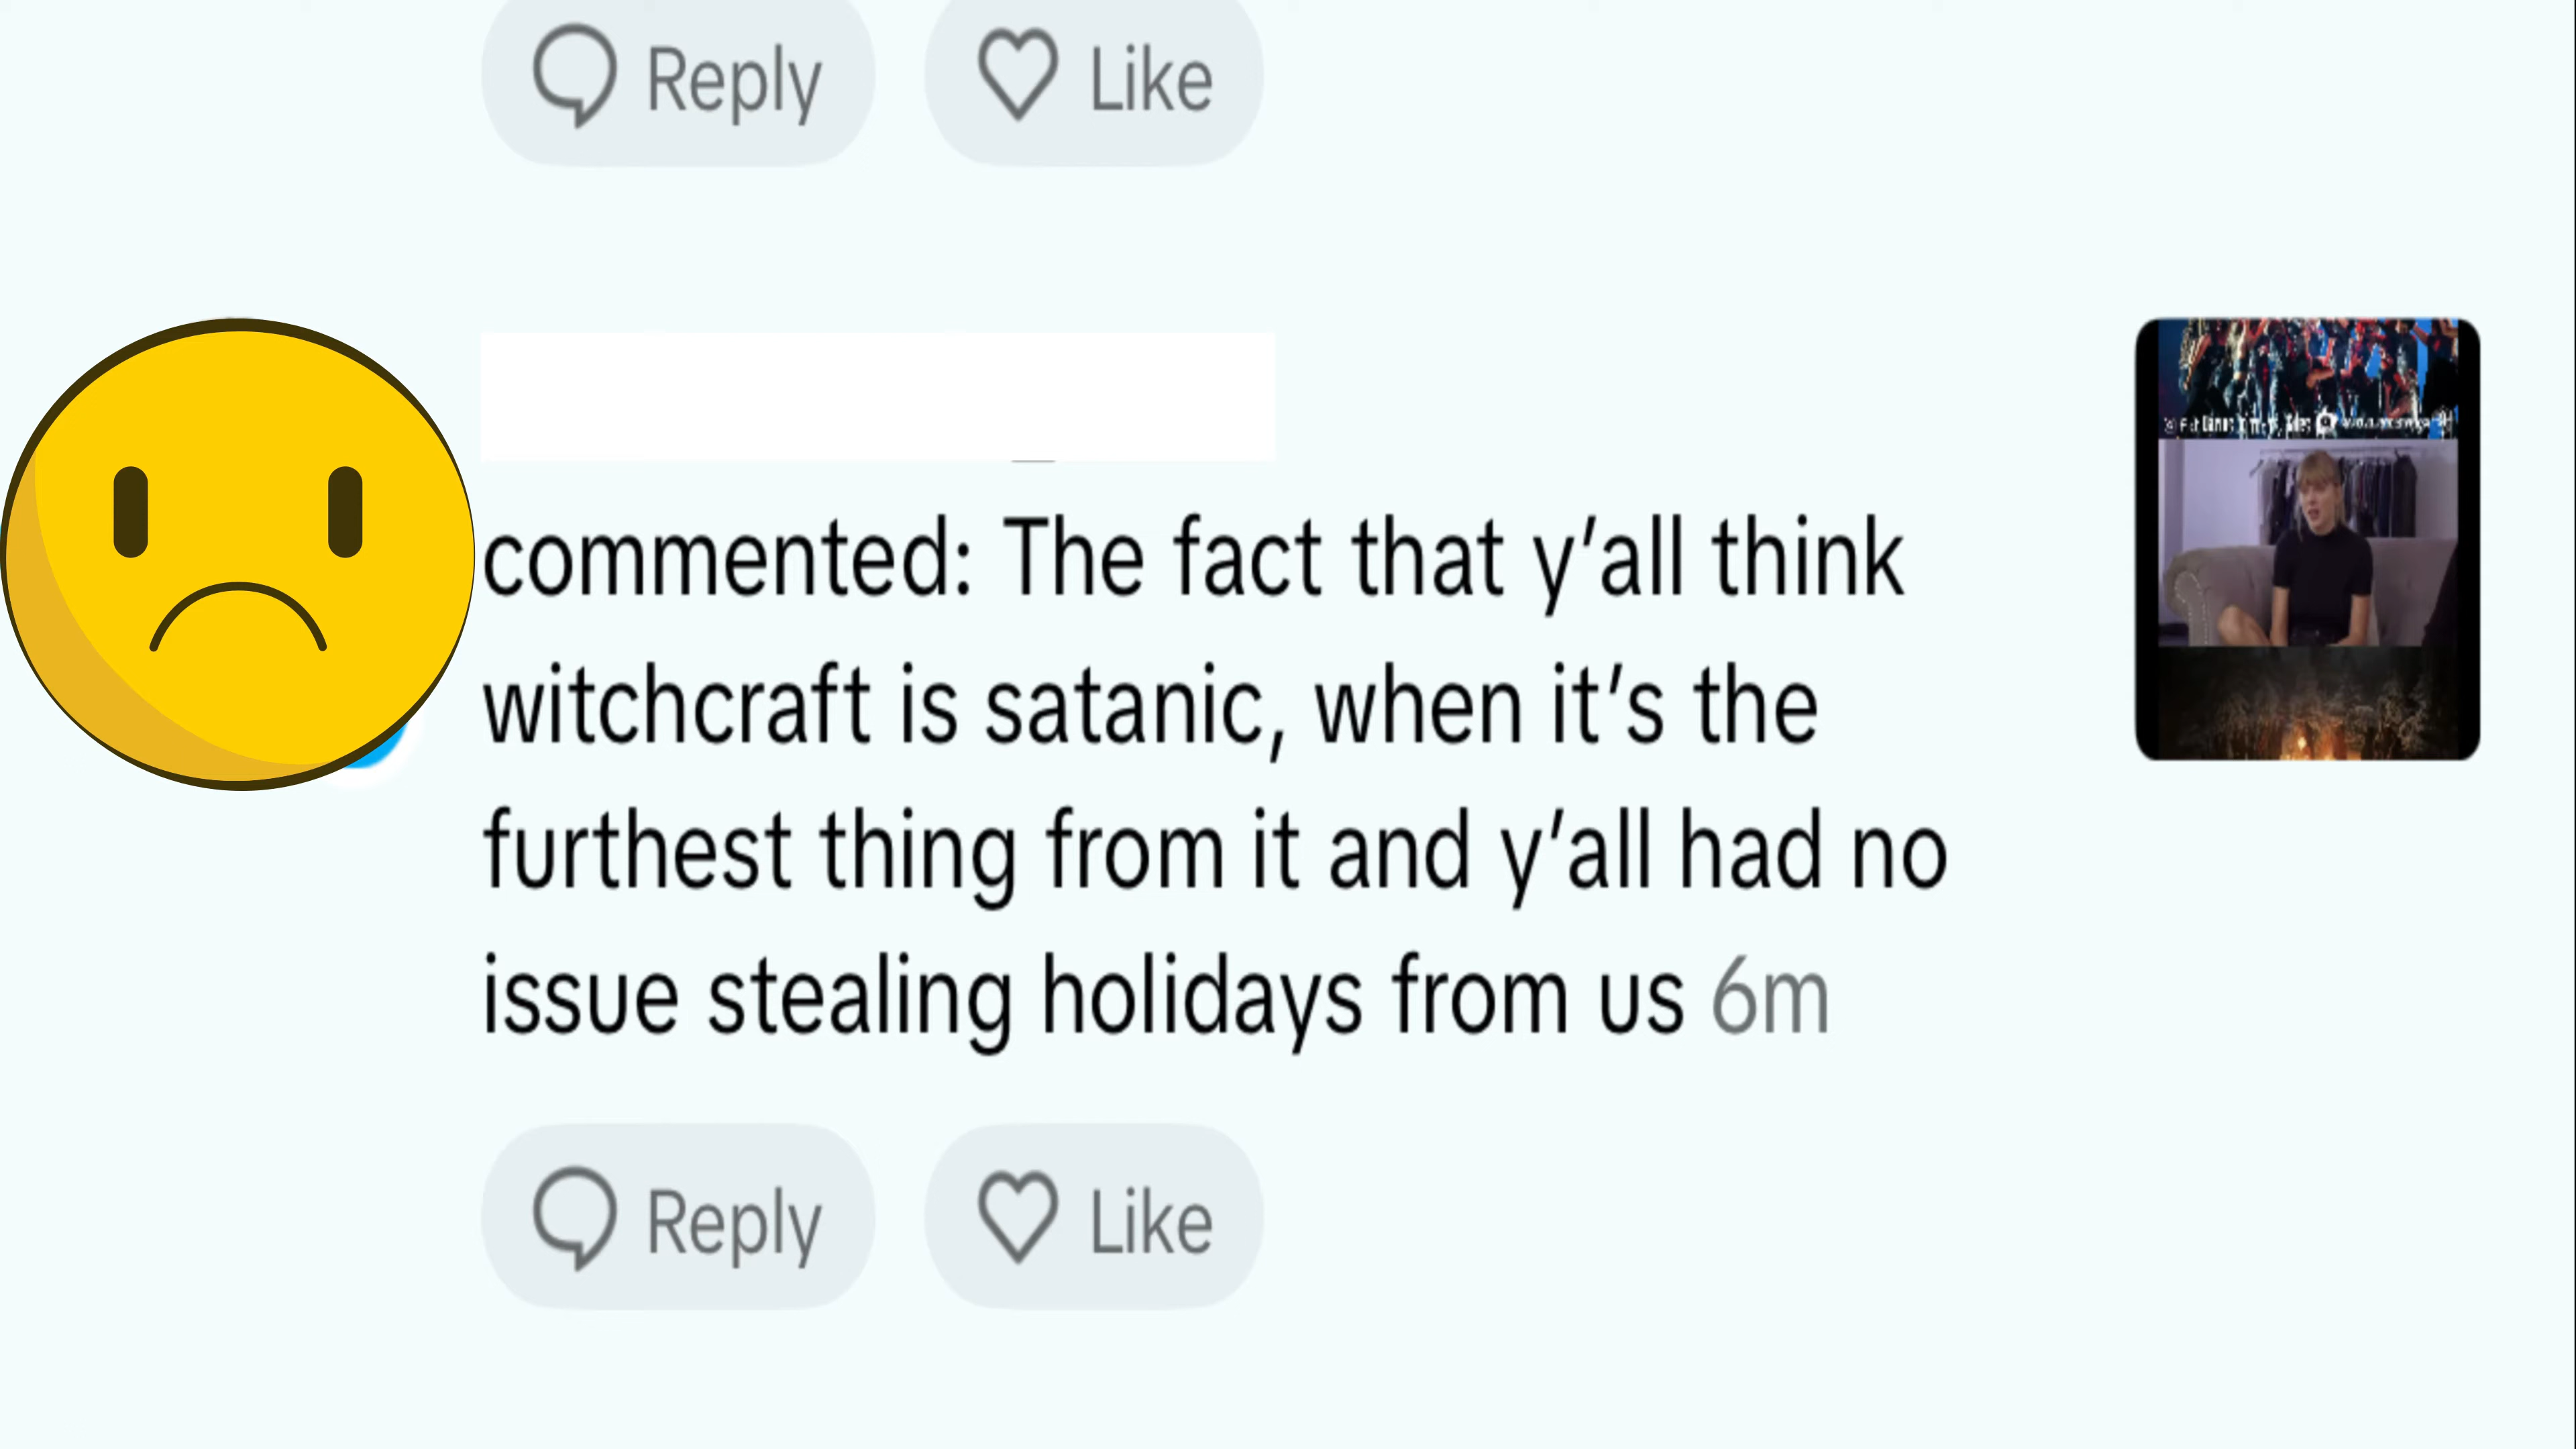 Reply Like
commented: The fact that y’all think
witchcraft is satanic, when it’s the
furthest thing from it and y’all had no
issue stealing holidays from us 6m
Reply Like